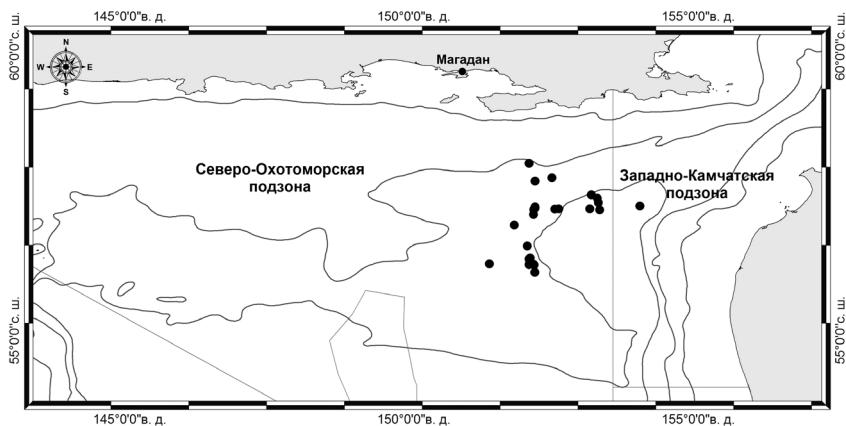 145°0'0"в. д.
150°0'0"в. д.
155°0'0"в. д.
60°0'0"с. ш.
60°0'0"с. ш.
N
W
E
S
Магадан
Северо-Охотоморская
подзона
Западно-Камчатская
подзона
55°0'0"с. ш.
55°0'0"с. ш.
145°0'0"в. д.
150°0'0"в. д.
155°0'0"в. д.